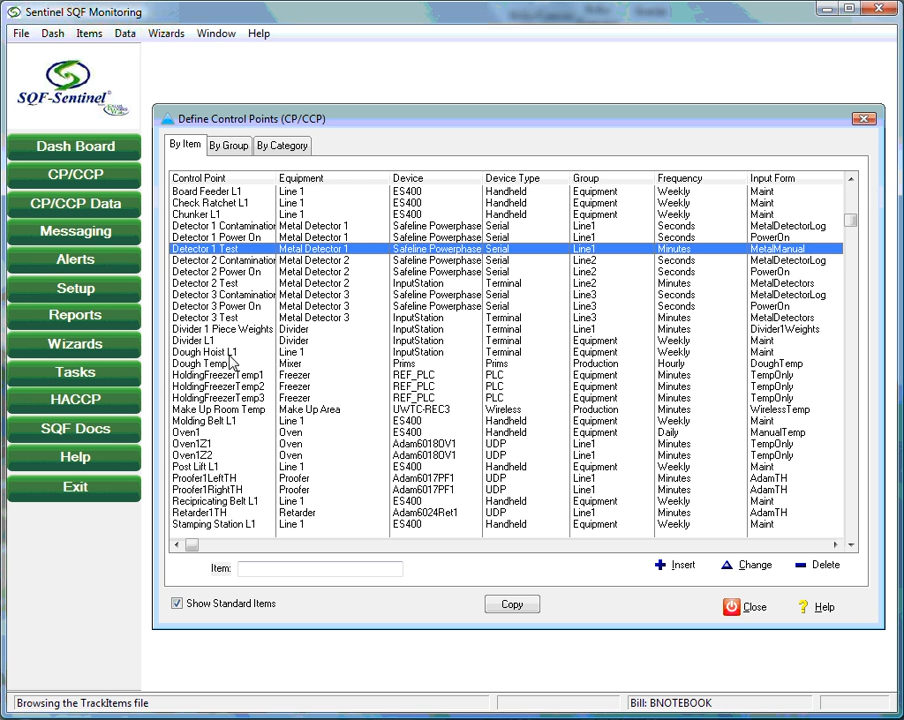 Sentinel SQF Monitoring
File Dash Items Data Wizards Window Help
SQF-Sentinel
Dash Board
CP/CCP
CP/CCP Data
Messaging
Alerts
Setup
Reports
Wizards
Tasks
HACCP
SQF Docs
Help
Exit
Define Control Points (CP/CCP)
By Item By Group By Category
Control Point Equipment Device Device Type Group Frequency Input Form
Board Feeder L1 Line 1 ES400 Handheld Equipment Weekly Maint
Check Ratchet L1 Line 1 ES400 Handheld Equipment Weekly Maint
Chunker L1 Line 1 ES400 Handheld Equipment Weekly Maint
Detector 1 Contamination Metal Detector 1 Safeline Powerphase Serial Line1 Seconds MetalDetectorLog
Detector 1 Power On Metal Detector 1 Safeline Powerphase Serial Line1 Seconds PowerOn
Detector 1 Test Metal Detector 1 Safeline Powerphase Serial Line1 Minutes MetalManual
Detector 2 Contamination Metal Detector 2 Safeline Powerphase Serial Line2 Seconds MetalDetectorLog
Detector 2 Power On Metal Detector 2 Safeline Powerphase Serial Line2 Seconds PowerOn
Detector 2 Test Metal Detector 2 InputStation Terminal Line2 Minutes MetalDetectors
Detector 3 Contamination Metal Detector 3 Safeline Powerphase Serial Line3 Seconds MetalDetectorLog
Detector 3 Power On Metal Detector 3 Safeline Powerphase Serial Line3 Seconds PowerOn
Detector 3 Test Metal Detector 3 InputStation Terminal Line3 Minutes MetalDetectors
Divider 1 Piece Weights Divider InputStation Terminal Line1 Minutes Divider1Weights
Divider L1 Divider InputStation Terminal Equipment Weekly Maint
Dough Hoist L1 Line 1 InputStation Terminal Equipment Weekly Maint
Dough Temp Mixer Prims Prims Production Hourly DoughTemp
HoldingFreezerTemp1 Freezer REF_PLC PLC Equipment Minutes TempOnly
HoldingFreezerTemp2 Freezer REF_PLC PLC Equipment Minutes TempOnly
HoldingFreezerTemp3 Freezer REF_PLC PLC Equipment Minutes TempOnly
Make Up Room Temp Make Up Area UWTC-REC3 Wireless Production Minutes WirelessTemp
Molding Belt L1 Line 1 ES400 Handheld Equipment Weekly Maint
Oven1 Oven ES400 Handheld Equipment Daily ManualTemp
Oven1Z1 Oven Adam6018OV1 UDP Line1 Minutes TempOnly
Oven1Z2 Oven Adam6018OV1 UDP Line1 Minutes TempOnly
Post Lift L1 Line 1 ES400 Handheld Equipment Weekly Maint
Proofer1LeftTH Proofer Adam6017PF1 UDP Line1 Minutes AdamTH
Proofer1RightTH Proofer Adam6017PF1 UDP Line1 Minutes AdamTH
Recipricating Belt L1 Line 1 ES400 Handheld Equipment Weekly Maint
Retarder1TH Retarder Adam6024Ret1 UDP Line1 Minutes AdamTH
Stamping Station L1 Line 1 ES400 Handheld Equipment Weekly Maint
Item:
Insert Change Delete
Show Standard Items
Copy
Close Help
Browsing the TrackItems file
Bill: BNOTEBOOK